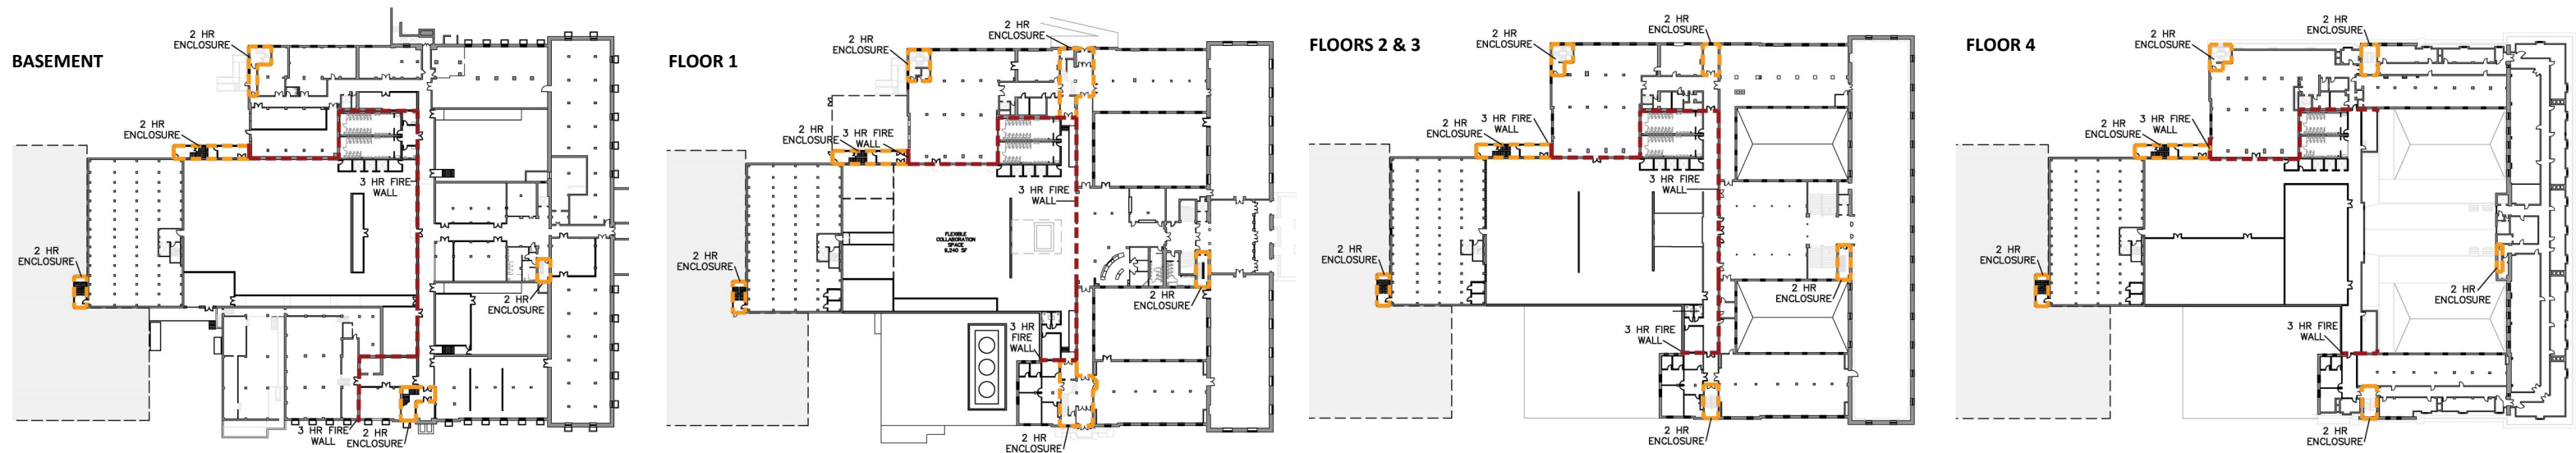 BASEMENT
2 HR
ENCLOSURE
2 HR
ENCLOSURE
3 HR FIRE
WALL
2 HR
ENCLOSURE
2 HR
ENCLOSURE
3 HR FIRE
WALL
2 HR
ENCLOSURE
FLOOR 1
2 HR
ENCLOSURE
2 HR
ENCLOSURE
2 HR
ENCLOSURE
3 HR FIRE
WALL
3 HR FIRE
WALL
FLEXIBLE
COLLABORATION
SPACE
9,240 SF
2 HR
ENCLOSURE
2 HR
ENCLOSURE
3 HR
FIRE
WALL
2 HR
ENCLOSURE
FLOORS 2 & 3
2 HR
ENCLOSURE
2 HR
ENCLOSURE
2 HR
ENCLOSURE
3 HR FIRE
WALL
3 HR FIRE
WALL
2 HR
ENCLOSURE
2 HR
ENCLOSURE
3 HR FIRE
WALL
2 HR
ENCLOSURE
FLOOR 4
2 HR
ENCLOSURE
2 HR
ENCLOSURE
2 HR
ENCLOSURE
3 HR FIRE
WALL
2 HR
ENCLOSURE
2 HR
ENCLOSURE
3 HR FIRE
WALL
2 HR
ENCLOSURE